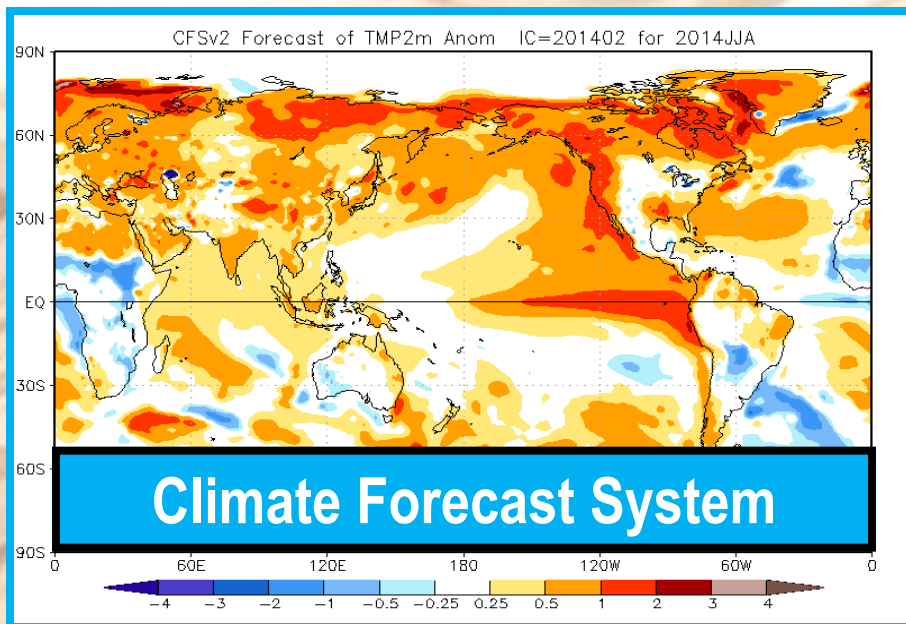 CFSv2 Forecast of TMP2m Anom IC=201402 for 2014JJA
90N
60N
30N
EQ
30S
60S
Climate Forecast System
90S
0 60E 120E 180 120W 60W 0
-4 -3 -2 -1 -0.5 -0.25 0.25 0.5 1 2 3 4